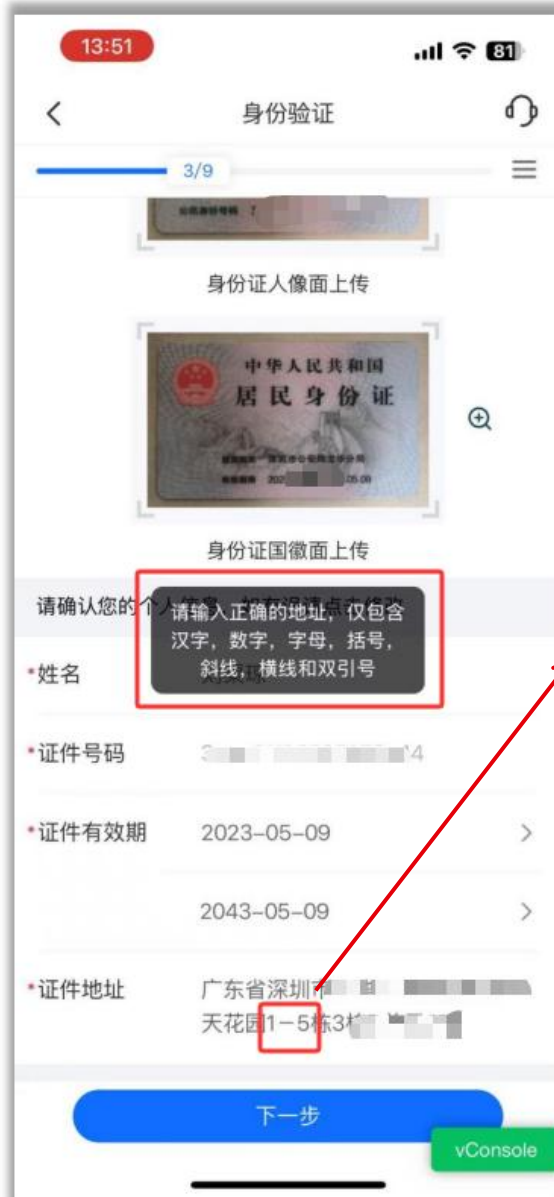 13:51
81
身份验证
3/9
身份证人像面上传
中华人民共和国
居民身份证
身份证国徽面上传
请确认您的个人
请输入正确的地址，仅包含
汉字，数字，字母，括号，
斜线，横线和双引号
*姓名
*证件号码
4
*证件有效期
2023-05-09
>
2043-05-09
>
*证件地址
广东省深圳市
天花园1－5栋3
下一步
vConsole